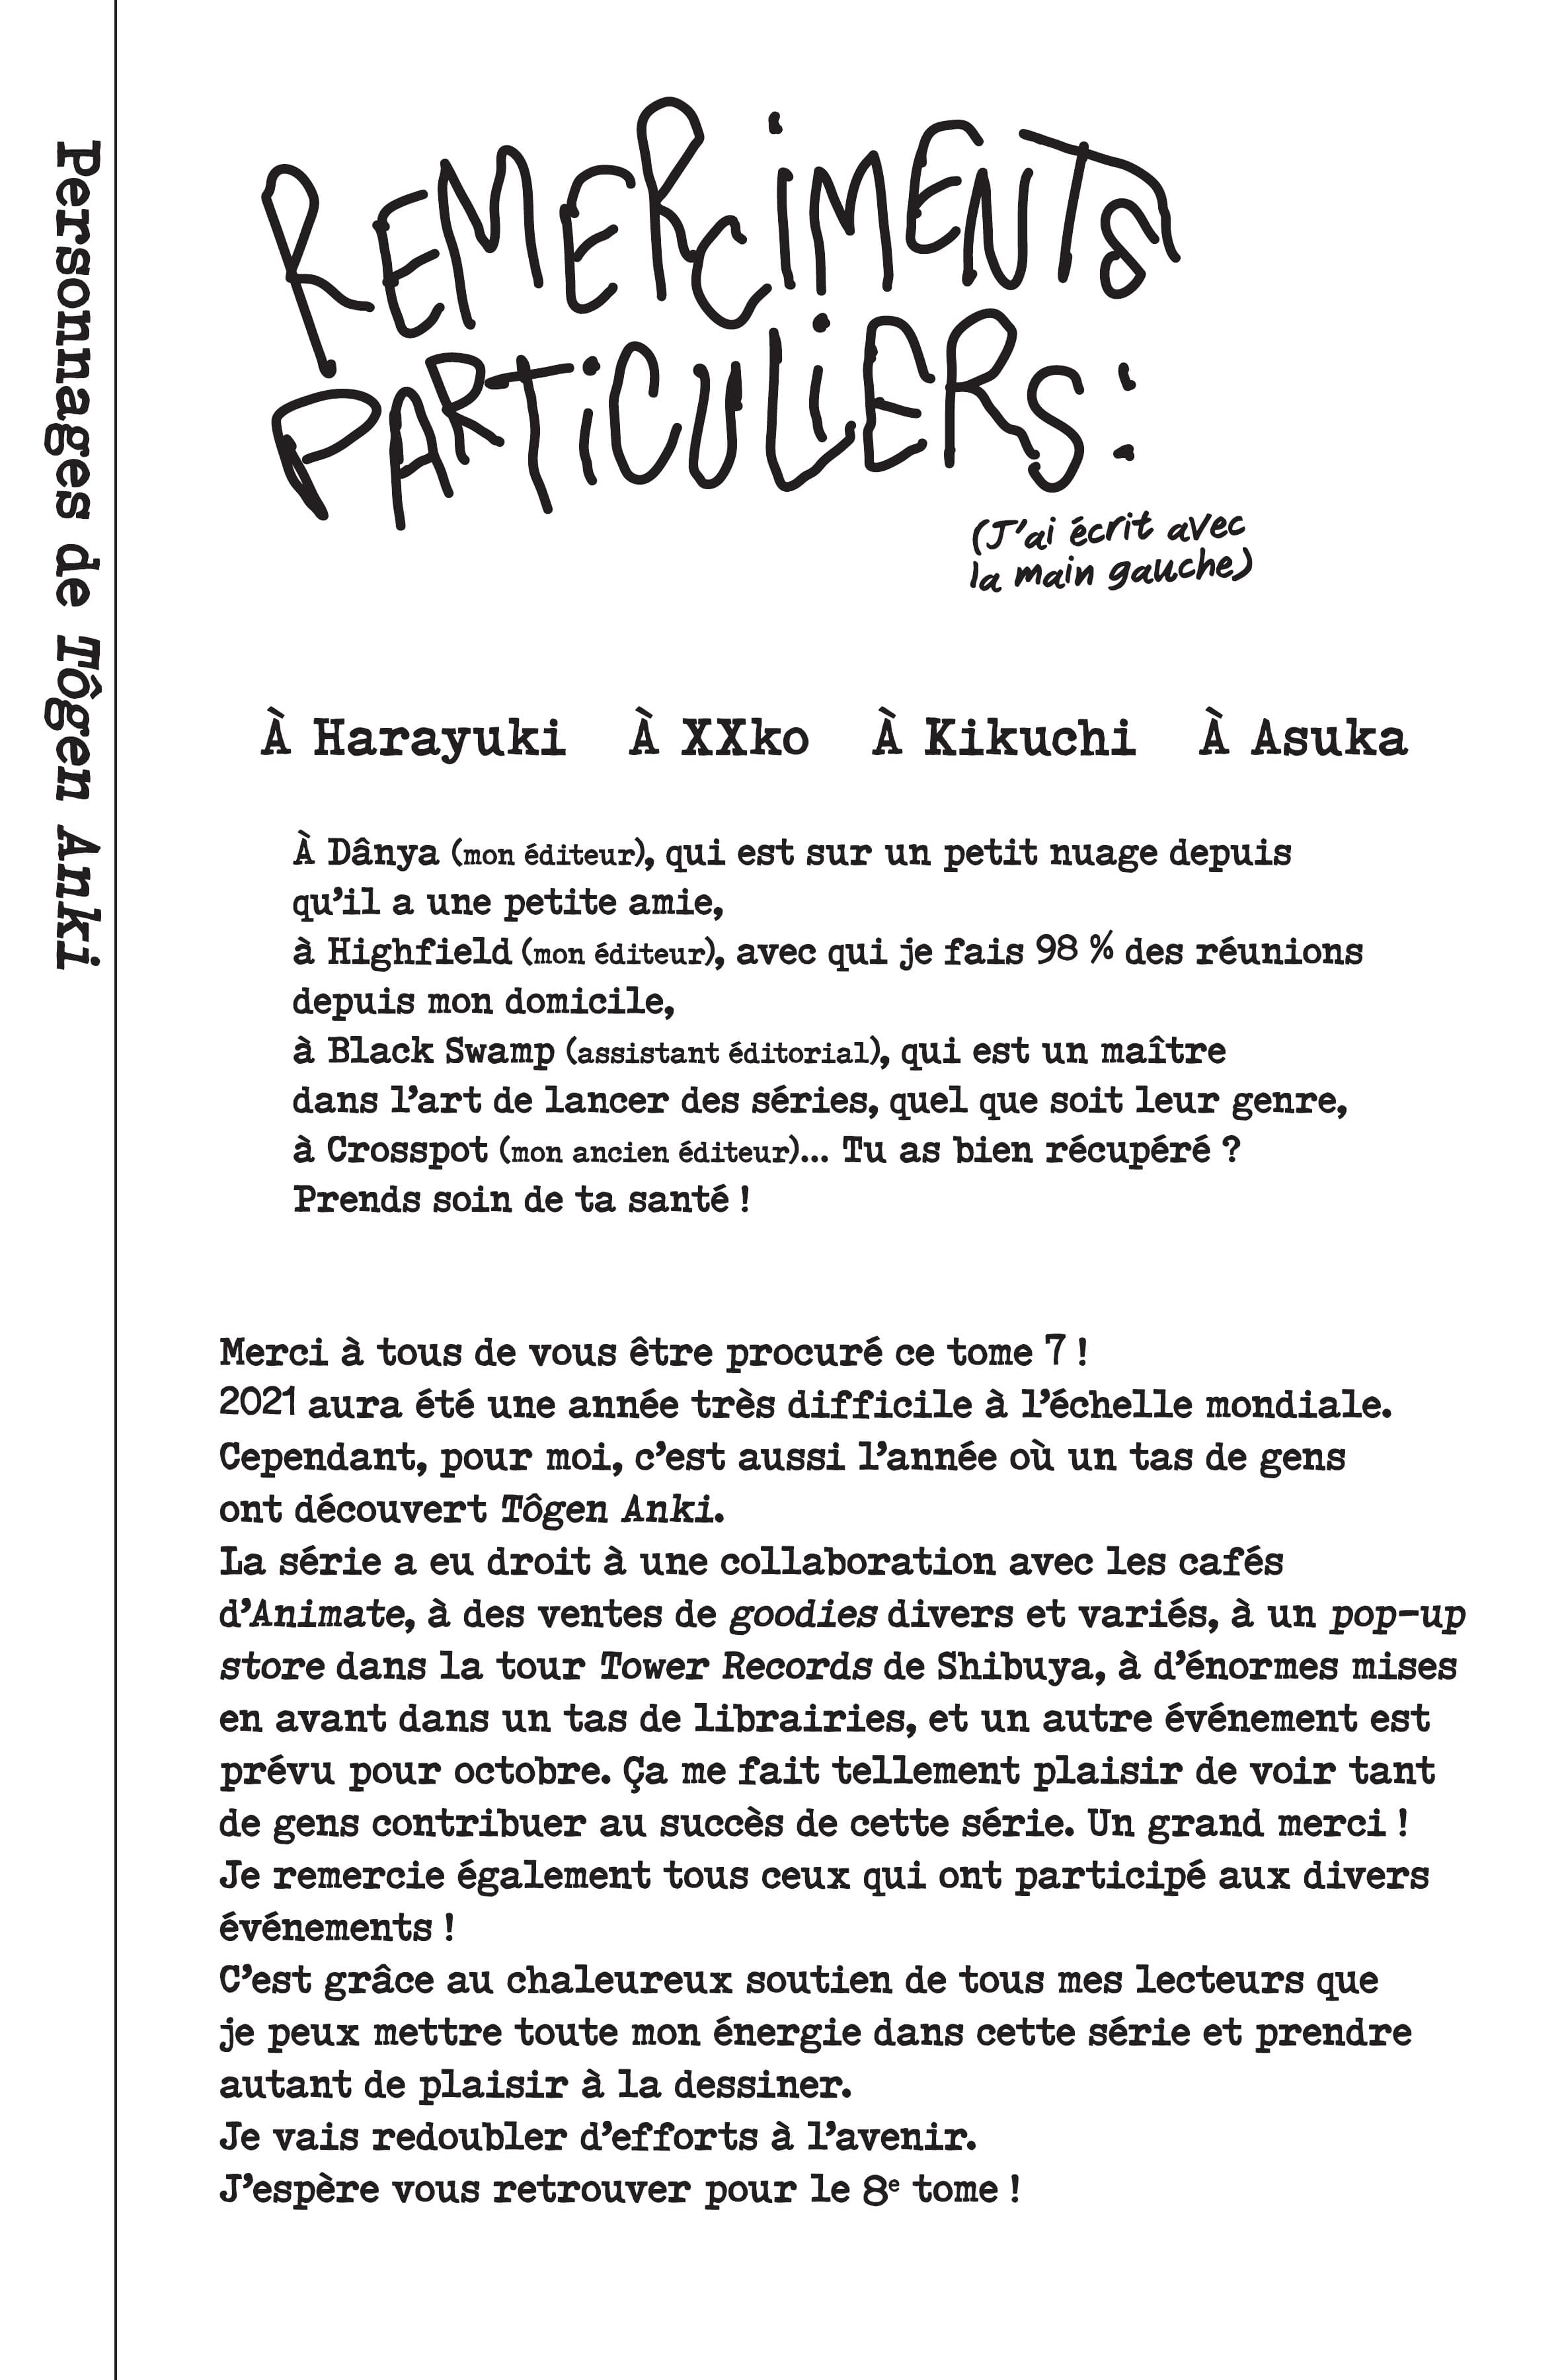 Personnages de Tôgen Anki
REMERCiMENTS
PARTiCULiERS :
(J'ai écrit avec
la main gauche)
À Harayuki À XXko À Kikuchi À Asuka
À Dânya (mon éditeur), qui est sur un petit nuage depuis
qu'il a une petite amie,
à Highfield (mon éditeur), avec qui je fais 98 % des réunions
depuis mon domicile,
à Black Swamp (assistant éditorial), qui est un maître
dans l'art de lancer des séries, quel que soit leur genre,
à Crosspot (mon ancien éditeur)... Tu as bien récupéré ?
Prends soin de ta santé !
Merci à tous de vous être procuré ce tome 7 !
2021 aura été une année très difficile à l'échelle mondiale.
Cependant, pour moi, c'est aussi l'année où un tas de gens
ont découvert Tôgen Anki.
La série a eu droit à une collaboration avec les cafés
d'Animate, à des ventes de goodies divers et variés, à un pop-up
store dans la tour Tower Records de Shibuya, à d'énormes mises
en avant dans un tas de librairies, et un autre événement est
prévu pour octobre. Ça me fait tellement plaisir de voir tant
de gens contribuer au succès de cette série. Un grand merci !
Je remercie également tous ceux qui ont participé aux divers
événements !
C'est grâce au chaleureux soutien de tous mes lecteurs que
je peux mettre toute mon énergie dans cette série et prendre
autant de plaisir à la dessiner.
Je vais redoubler d'efforts à l'avenir.
J'espère vous retrouver pour le 8e tome !